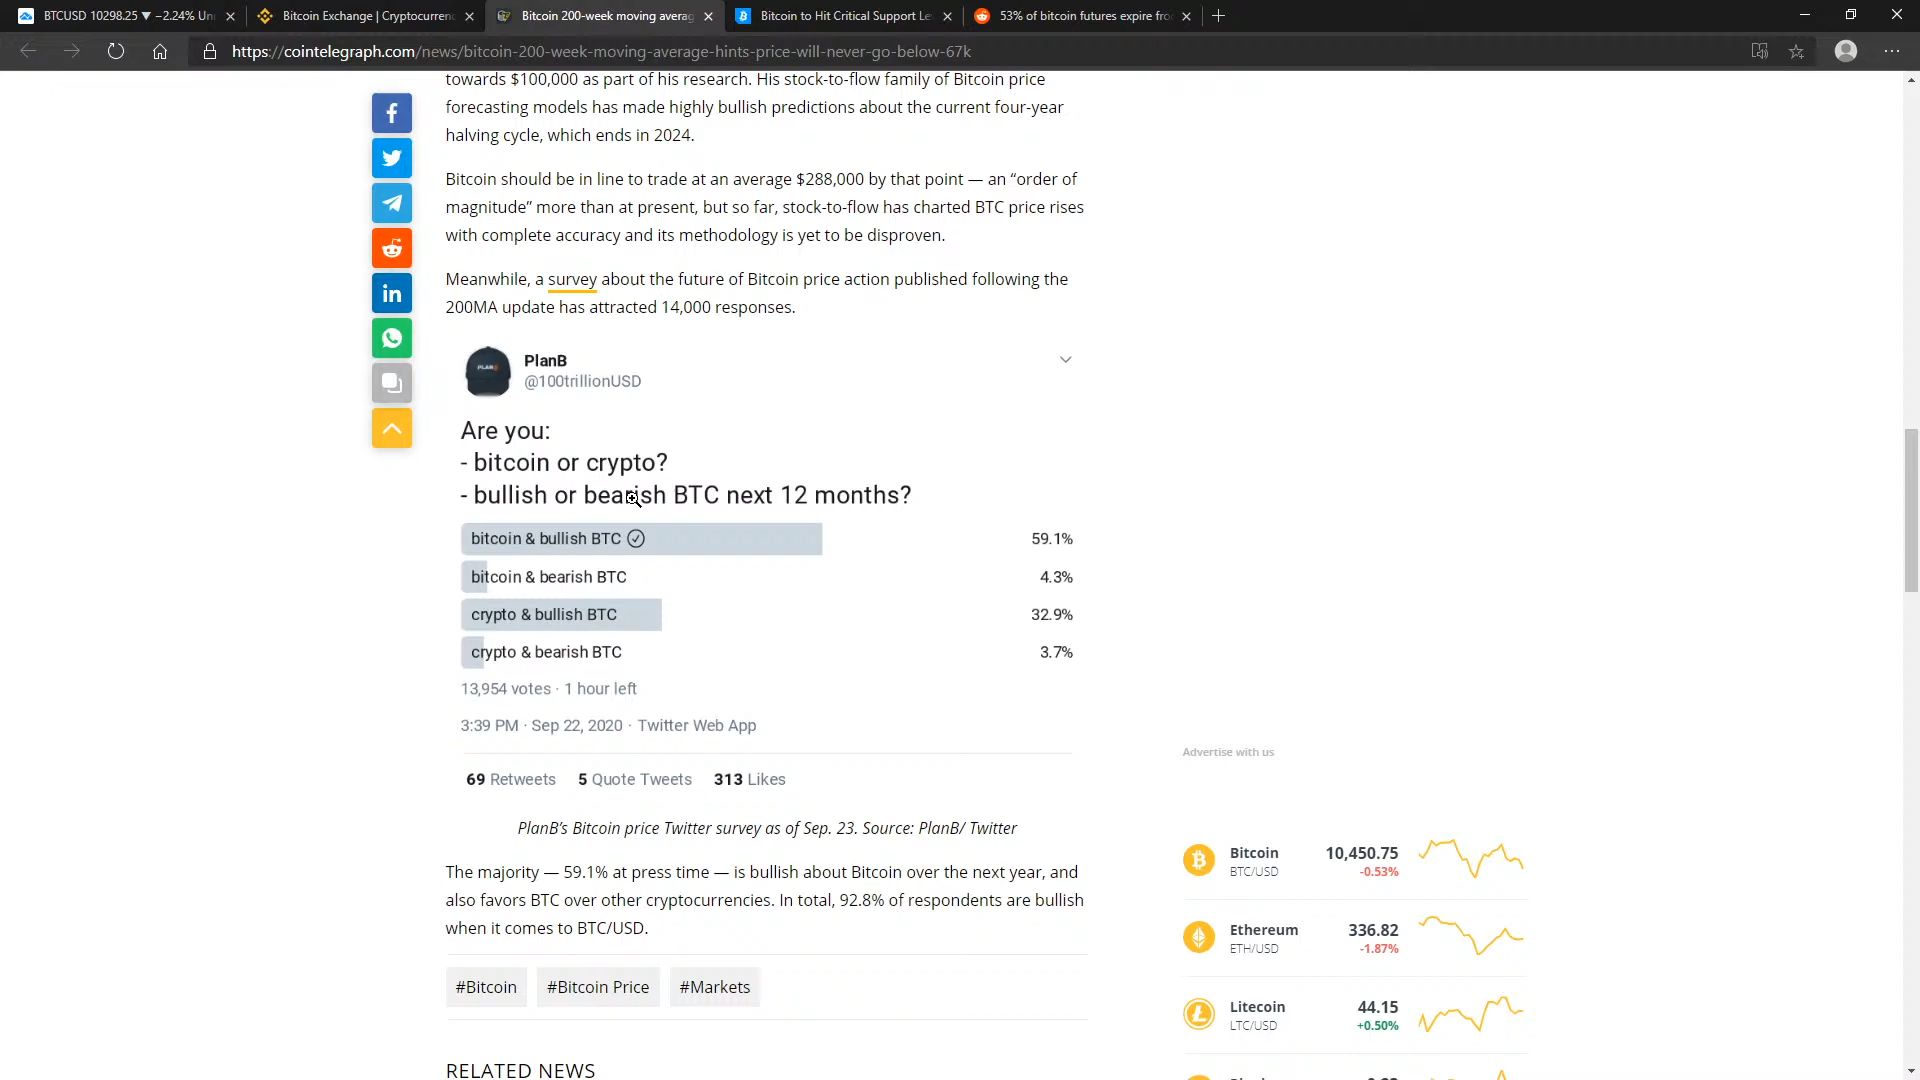 BTCUSD 10298.25 ▼ −2.24% Un
Bitcoin Exchange | Cryptocurrenc
Bitcoin 200-week moving averag
Bitcoin to Hit Critical Support Le
53% of bitcoin futures expire fro
https://cointelegraph.com/news/bitcoin-200-week-moving-average-hints-price-will-never-go-below-67k
towards $100,000 as part of his research. His stock-to-flow family of Bitcoin price
forecasting models has made highly bullish predictions about the current four-year
halving cycle, which ends in 2024.
Bitcoin should be in line to trade at an average $288,000 by that point — an “order of
magnitude” more than at present, but so far, stock-to-flow has charted BTC price rises
with complete accuracy and its methodology is yet to be disproven.
Meanwhile, a survey about the future of Bitcoin price action published following the
200MA update has attracted 14,000 responses.
PlanB
@100trillionUSD
Are you:
- bitcoin or crypto?
- bullish or bearish BTC next 12 months?
bitcoin & bullish BTC 59.1%
bitcoin & bearish BTC 4.3%
crypto & bullish BTC 32.9%
crypto & bearish BTC 3.7%
13,954 votes · 1 hour left
3:39 PM · Sep 22, 2020 · Twitter Web App
69 Retweets 5 Quote Tweets 313 Likes
PlanB’s Bitcoin price Twitter survey as of Sep. 23. Source: PlanB/ Twitter
The majority — 59.1% at press time — is bullish about Bitcoin over the next year, and
also favors BTC over other cryptocurrencies. In total, 92.8% of respondents are bullish
when it comes to BTC/USD.
#Bitcoin #Bitcoin Price #Markets
RELATED NEWS
Advertise with us
Bitcoin 10,450.75
BTC/USD -0.53%
Ethereum 336.82
ETH/USD -1.87%
Litecoin 44.15
LTC/USD +0.50%